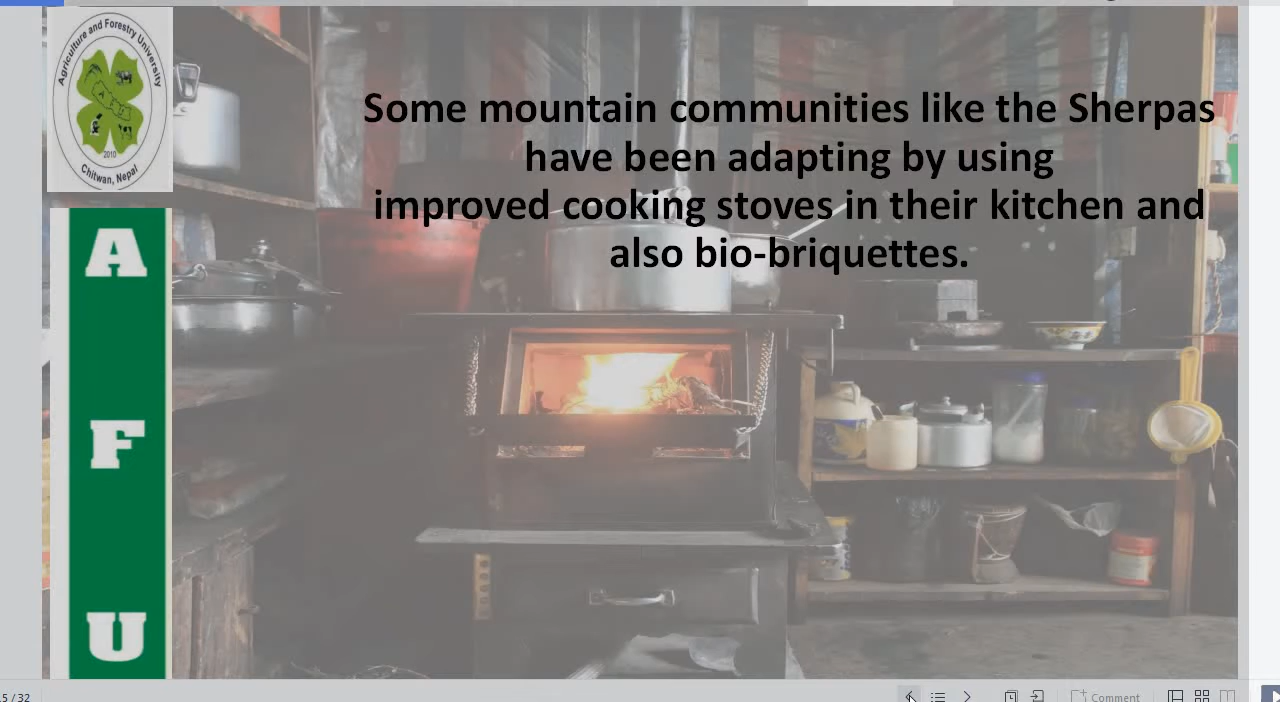 Agriculture and Forestry University
2010
Chitwan, Nepal
A
F
U
Some mountain communities like the Sherpas
have been adapting by using
improved cooking stoves in their kitchen and
also bio-briquettes.
5 / 32
Comment